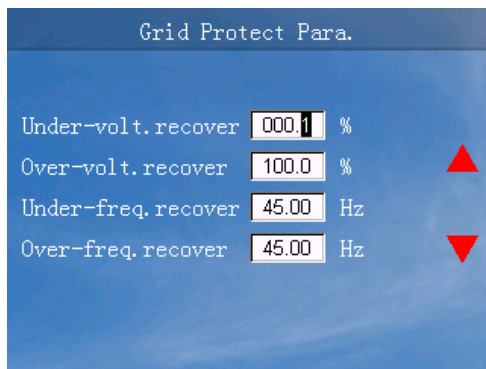 Grid Protect Para.
Under-volt.recover 000.1 %
Over-volt.recover 100.0 %
Under-freq.recover 45.00 Hz
Over-freq.recover 45.00 Hz